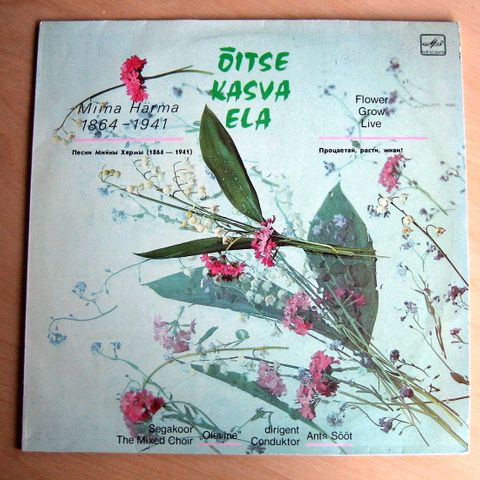 ÕITSE
KASVA
ELA
Miina Härma
1864-1941
Flower
Grow
Live
Песни Мийны Хярмы (1864 — 1941)
Процветай, расти, живи!
Segakoor
The Mixed Choir „Olevine“
dirigent
Conduktor Ants Sööt